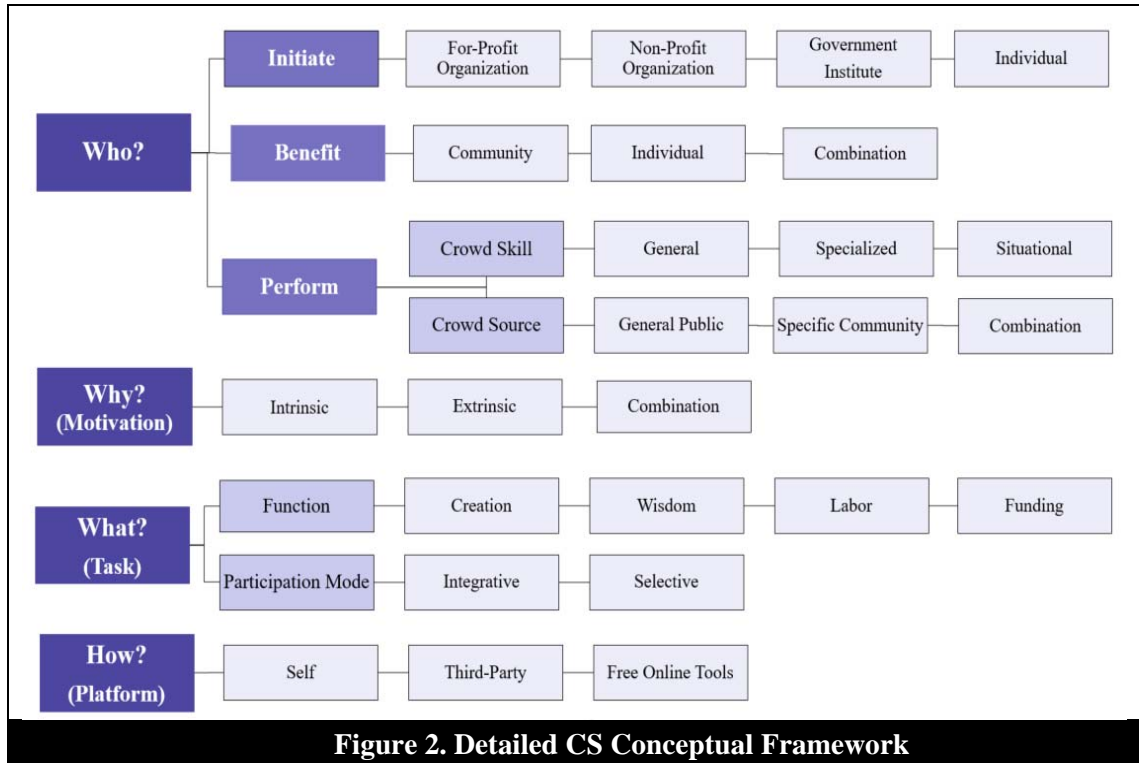 Initiate
For-Profit
Organization
Non-Profit
Organization
Government
Institute
Individual
Who?
Benefit
Community
Individual
Combination
Perform
Crowd Skill
General
Specialized
Situational
Crowd Source
General Public
Specific Community
Combination
Why?
(Motivation)
Intrinsic
Extrinsic
Combination
What?
(Task)
Function
Creation
Wisdom
Labor
Funding
Participation Mode
Integrative
Selective
How?
(Platform)
Self
Third-Party
Free Online Tools
Figure 2. Detailed CS Conceptual Framework